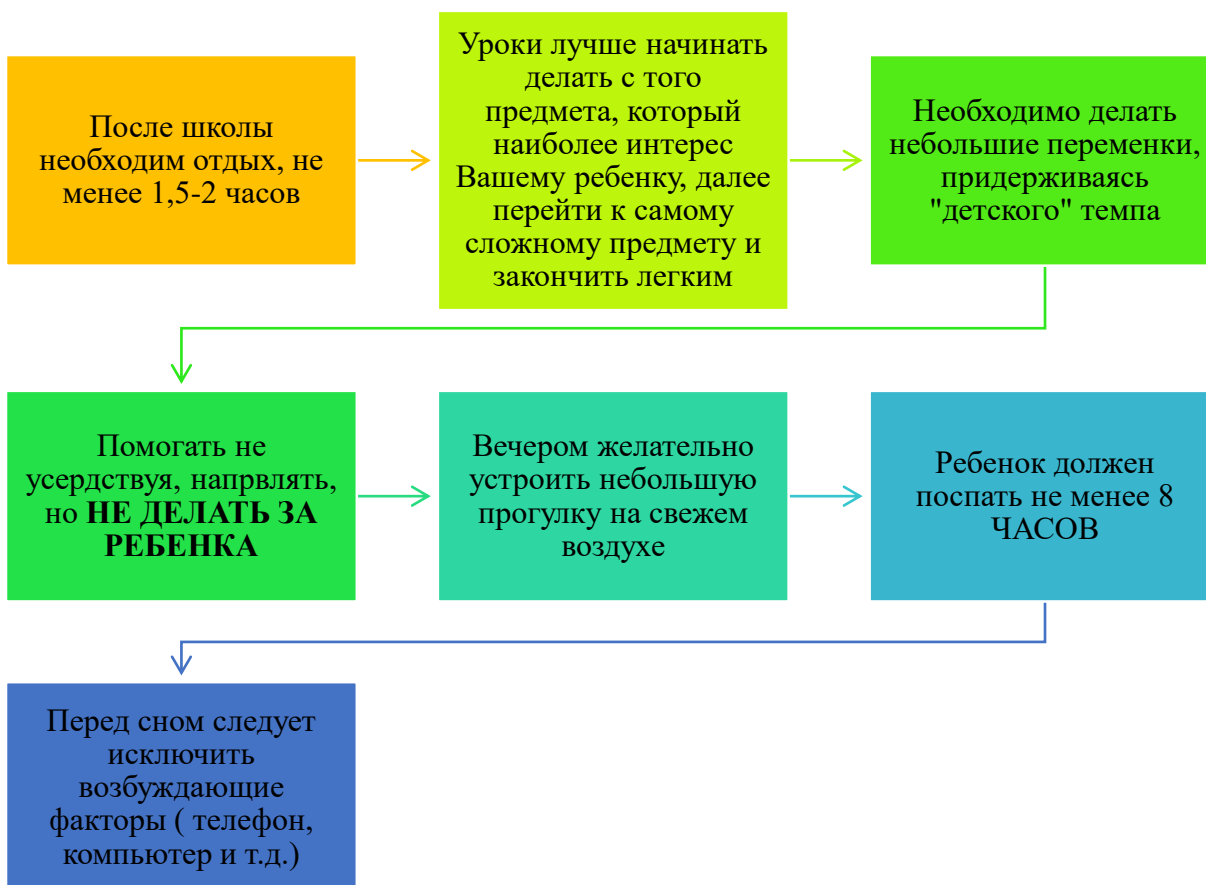 После школы
необходим отдых, не
менее 1,5-2 часов
Уроки лучше начинать
делать с того
предмета, который
наиболее интерес
Вашему ребенку, далее
перейти к самому
сложному предмету и
закончить легким
Необходимо делать
небольшие переменки,
придерживаясь
"детского" темпа
Помогать не
усердствуя, напрвлять,
но НЕ ДЕЛАТЬ ЗА
РЕБЕНКА
Вечером желательно
устроить небольшую
прогулку на свежем
воздухе
Ребенок должен
поспать не менее 8
ЧАСОВ
Перед сном следует
исключить
возбуждающие
факторы ( телефон,
компьютер и т.д.)